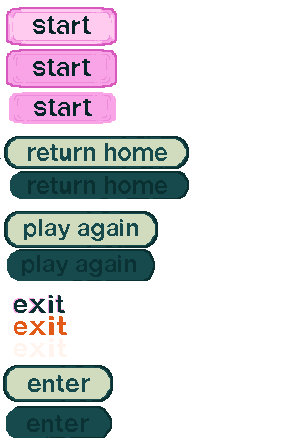 start
start
start
return home
return home
play again
play again
exit
exit
exit
enter
enter